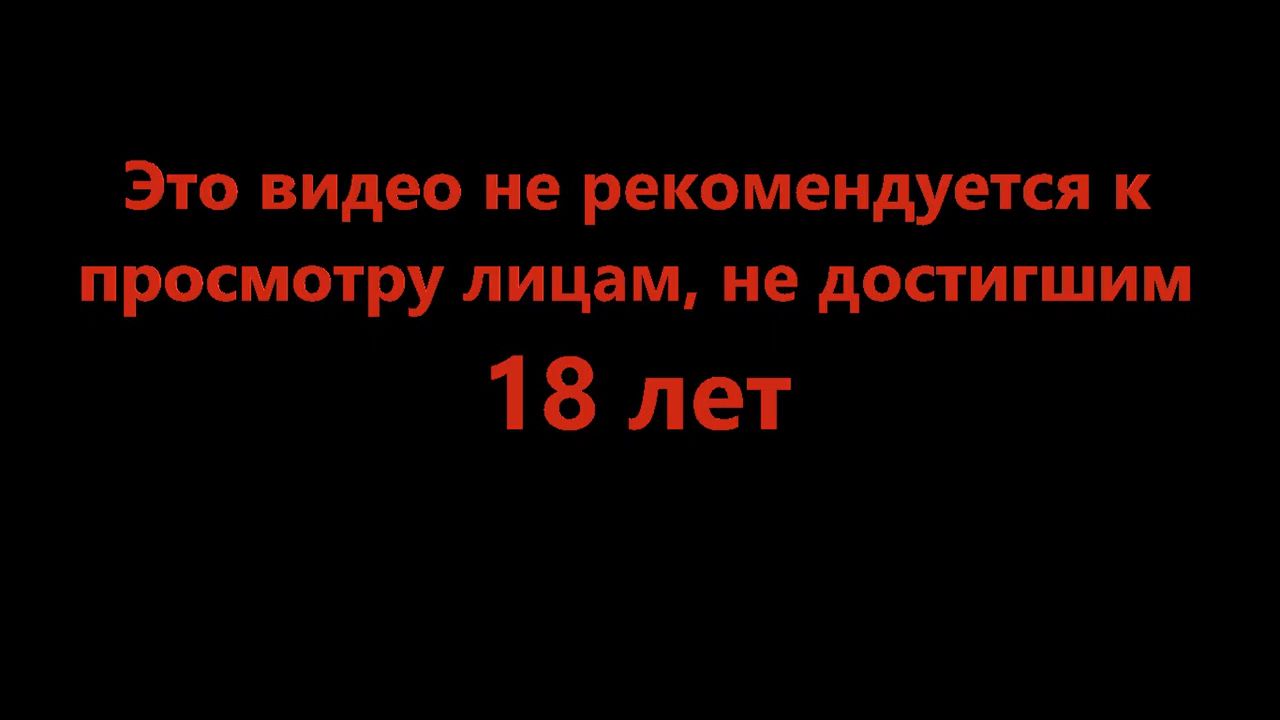 Это видео не рекомендуется к
просмотру лицам, не достигшим
18 лет